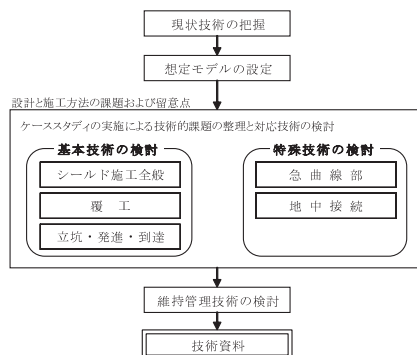 現状技術の把握
想定モデルの設定
設計と施工方法の課題および留意点
ケーススタディの実施による技術的課題の整理と対応技術の検討
基本技術の検討
シールド施工全般
覆　工
立坑・発進・到達
特殊技術の検討
急 曲 線 部
地 中 接 続
維持管理技術の検討
技術資料